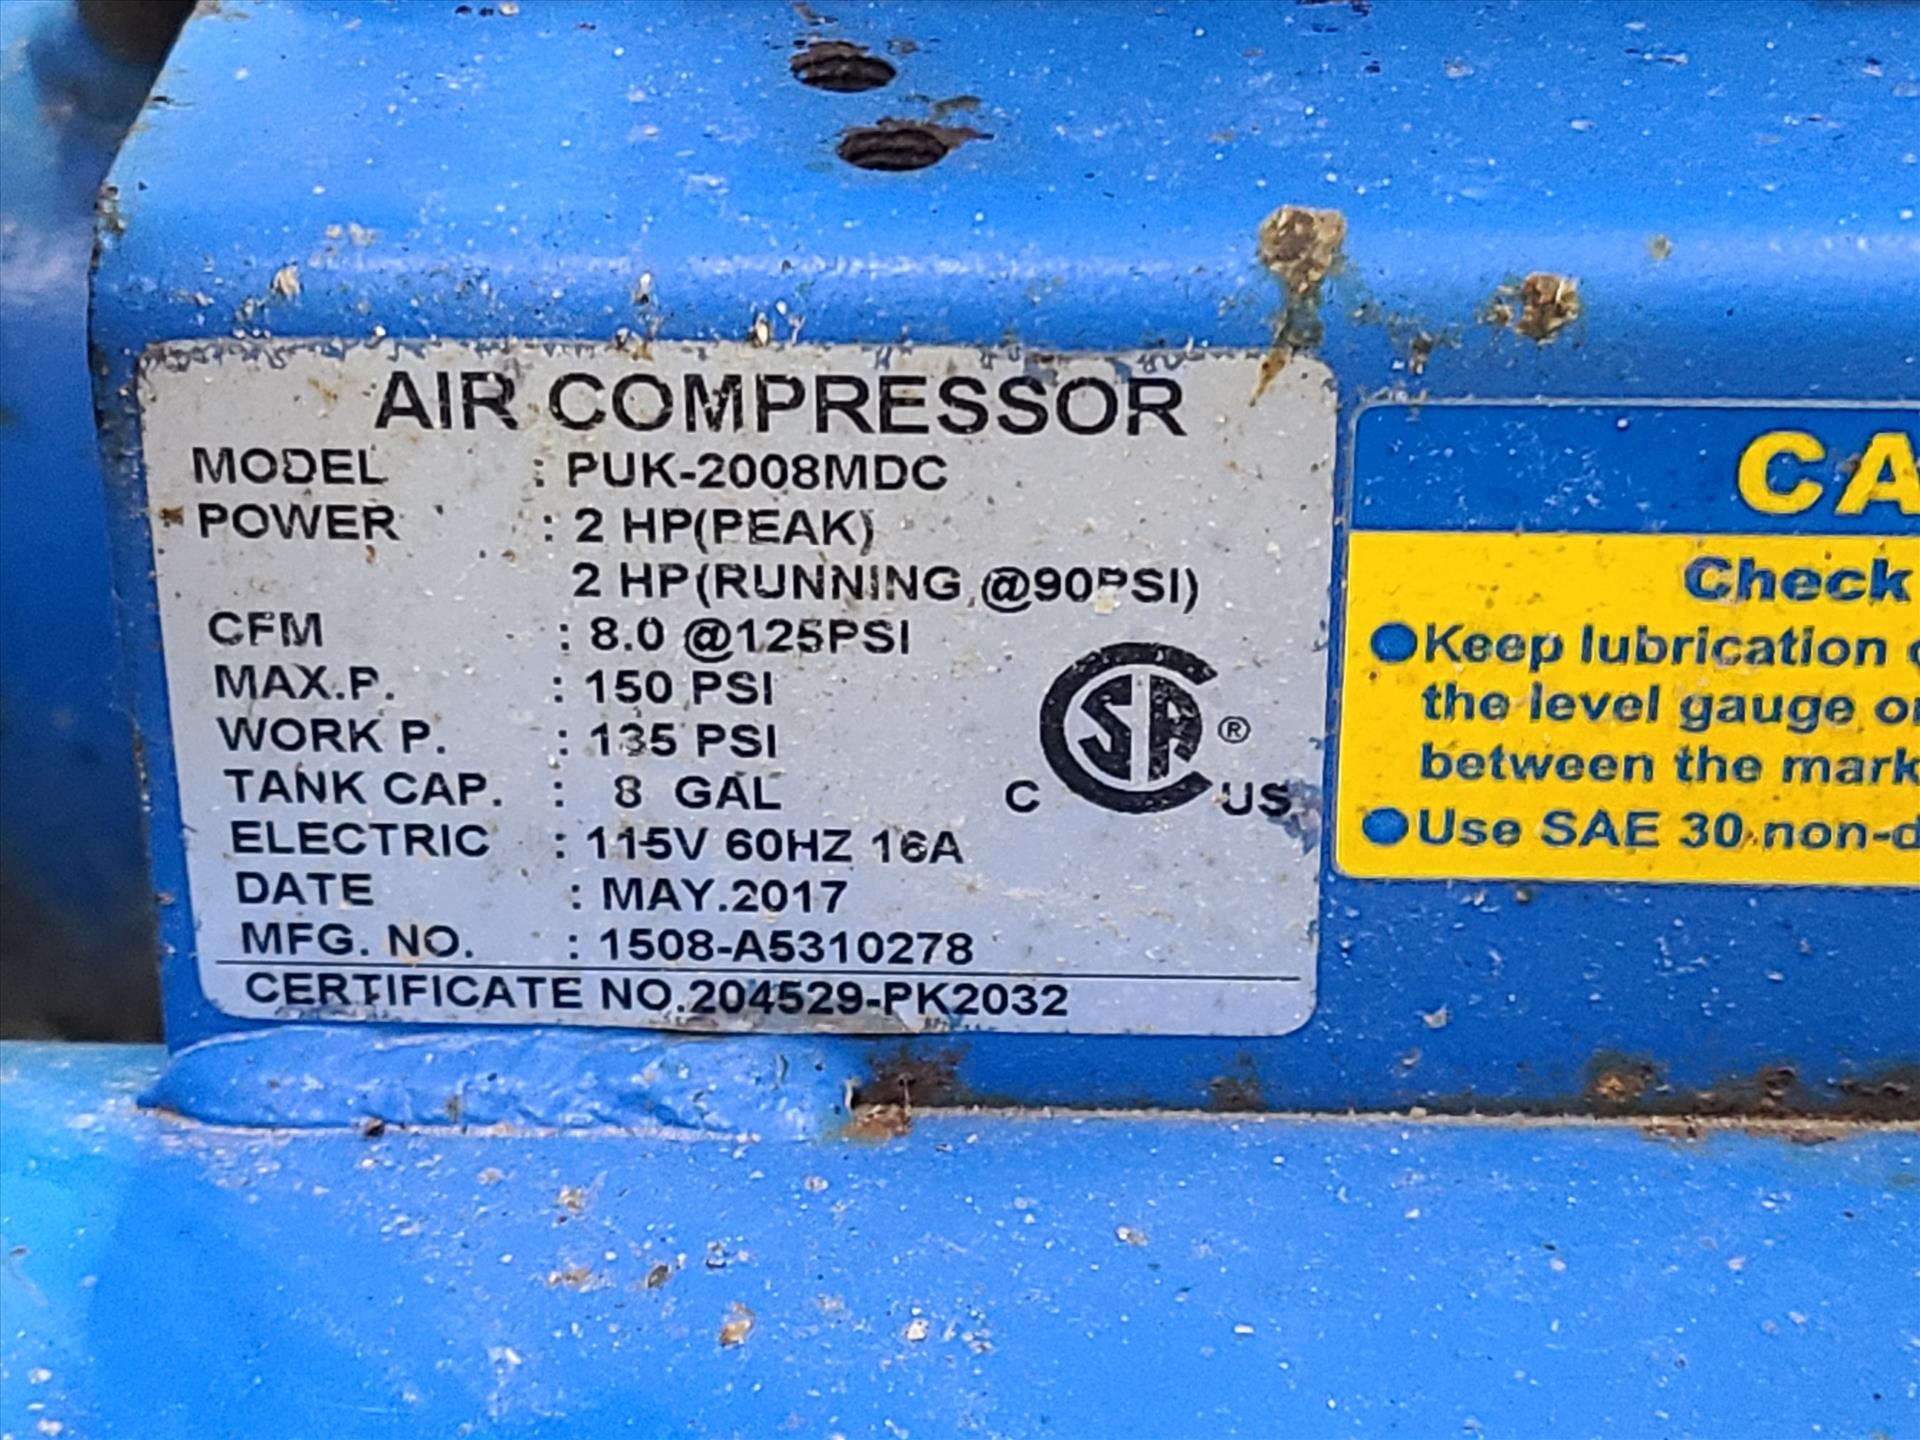 AIR COMPRESSOR
MODEL : PUK-2008MDC
POWER : 2 HP(PEAK)
2 HP(RUNNING @90PSI)
CFM : 8.0 @125PSI
MAX.P. : 150 PSI
WORK P. : 135 PSI
TANK CAP. : 8 GAL
ELECTRIC : 115V 60HZ 16A
DATE : MAY.2017
MFG. NO. : 1508-A5310278
CERTIFICATE NO.204529-PK2032
C SA ® US
CA
Check
●Keep lubrication
the level gauge
between the mark
●Use SAE 30 non-d